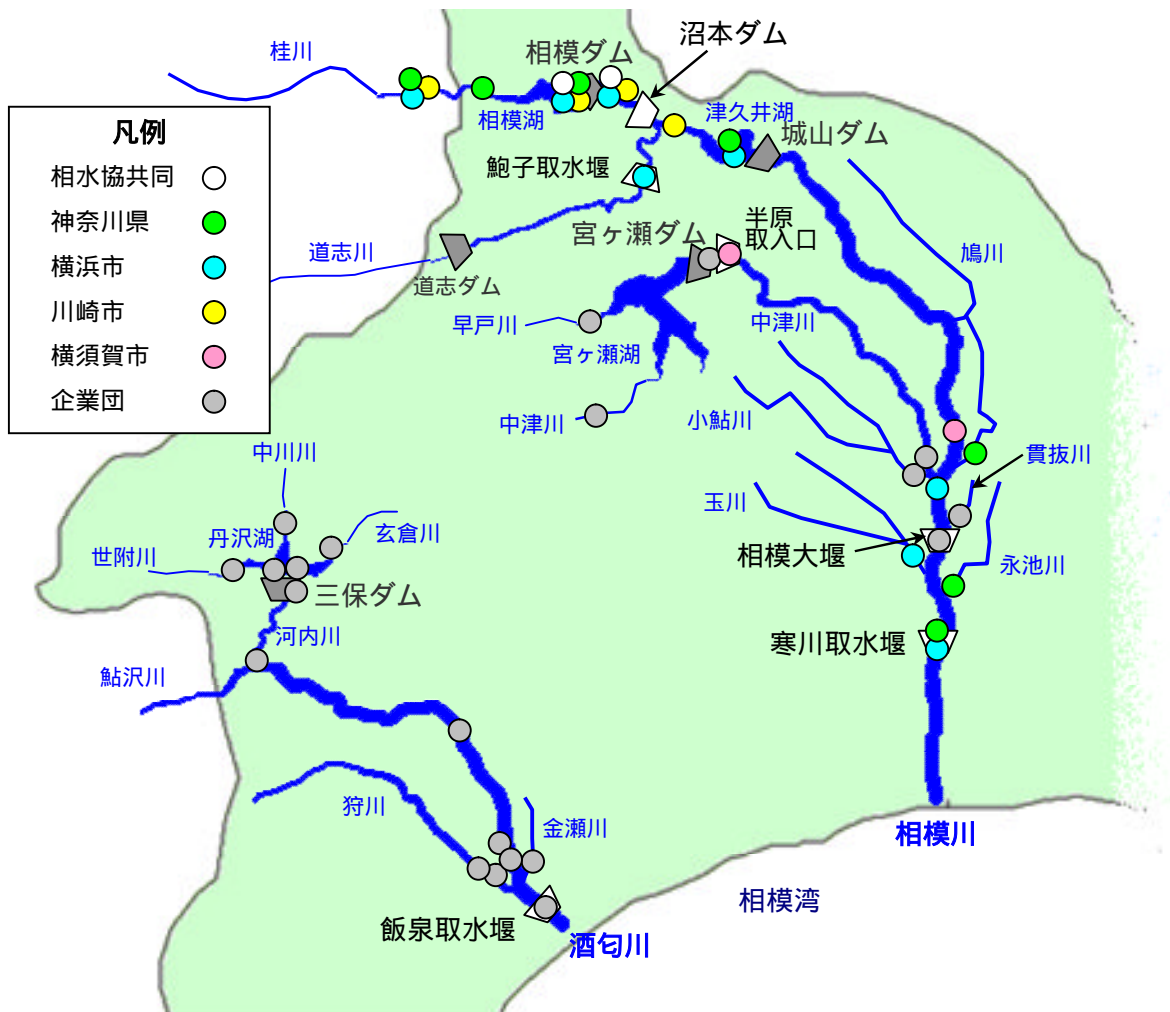 沼本ダム
桂川
相模ダム
相模湖
津久井湖
城山ダム
凡例
相水協共同
神奈川県
横浜市
川崎市
横須賀市
企業団
鮑子取水堰
半原
取入口
宮ヶ瀬ダム
道志川
道志ダム
鳩川
早戸川
宮ヶ瀬湖
中津川
中津川
小鮎川
中川川
貫抜川
玉川
丹沢湖
玄倉川
世附川
相模大堰
永池川
三保ダム
河内川
寒川取水堰
鮎沢川
狩川
金瀬川
相模川
相模湾
飯泉取水堰
酒匂川